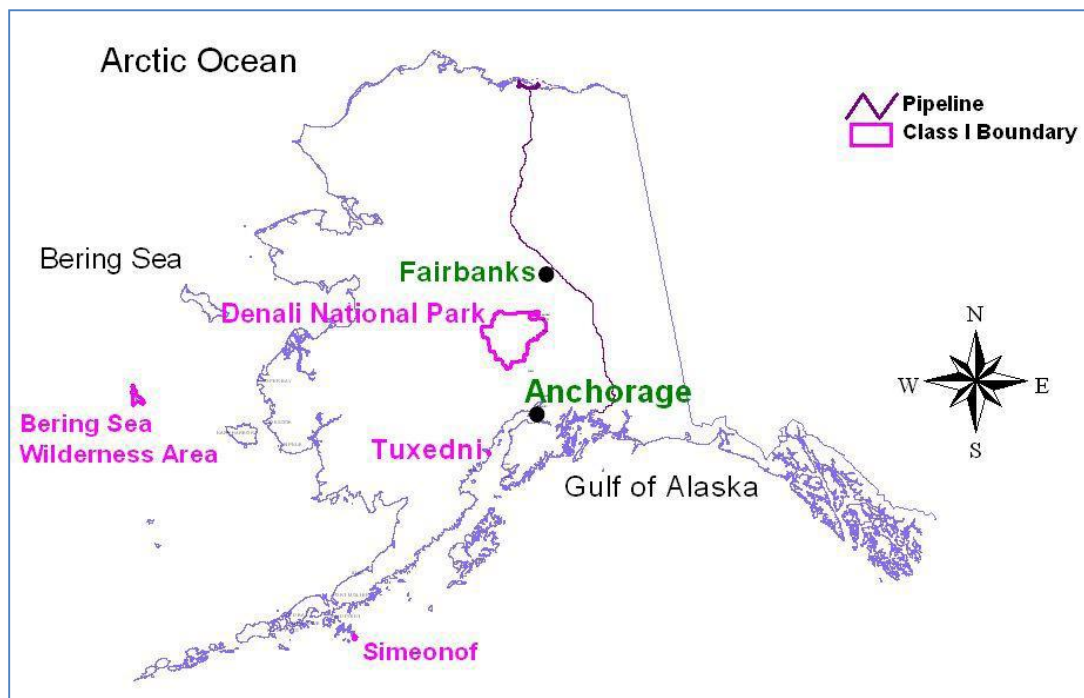 Arctic Ocean
Pipeline
Class I Boundary
Bering Sea
Fairbanks
Denali National Park
N
W
E
S
Anchorage
Bering Sea
Wilderness Area
Tuxedni
Gulf of Alaska
Simeonof